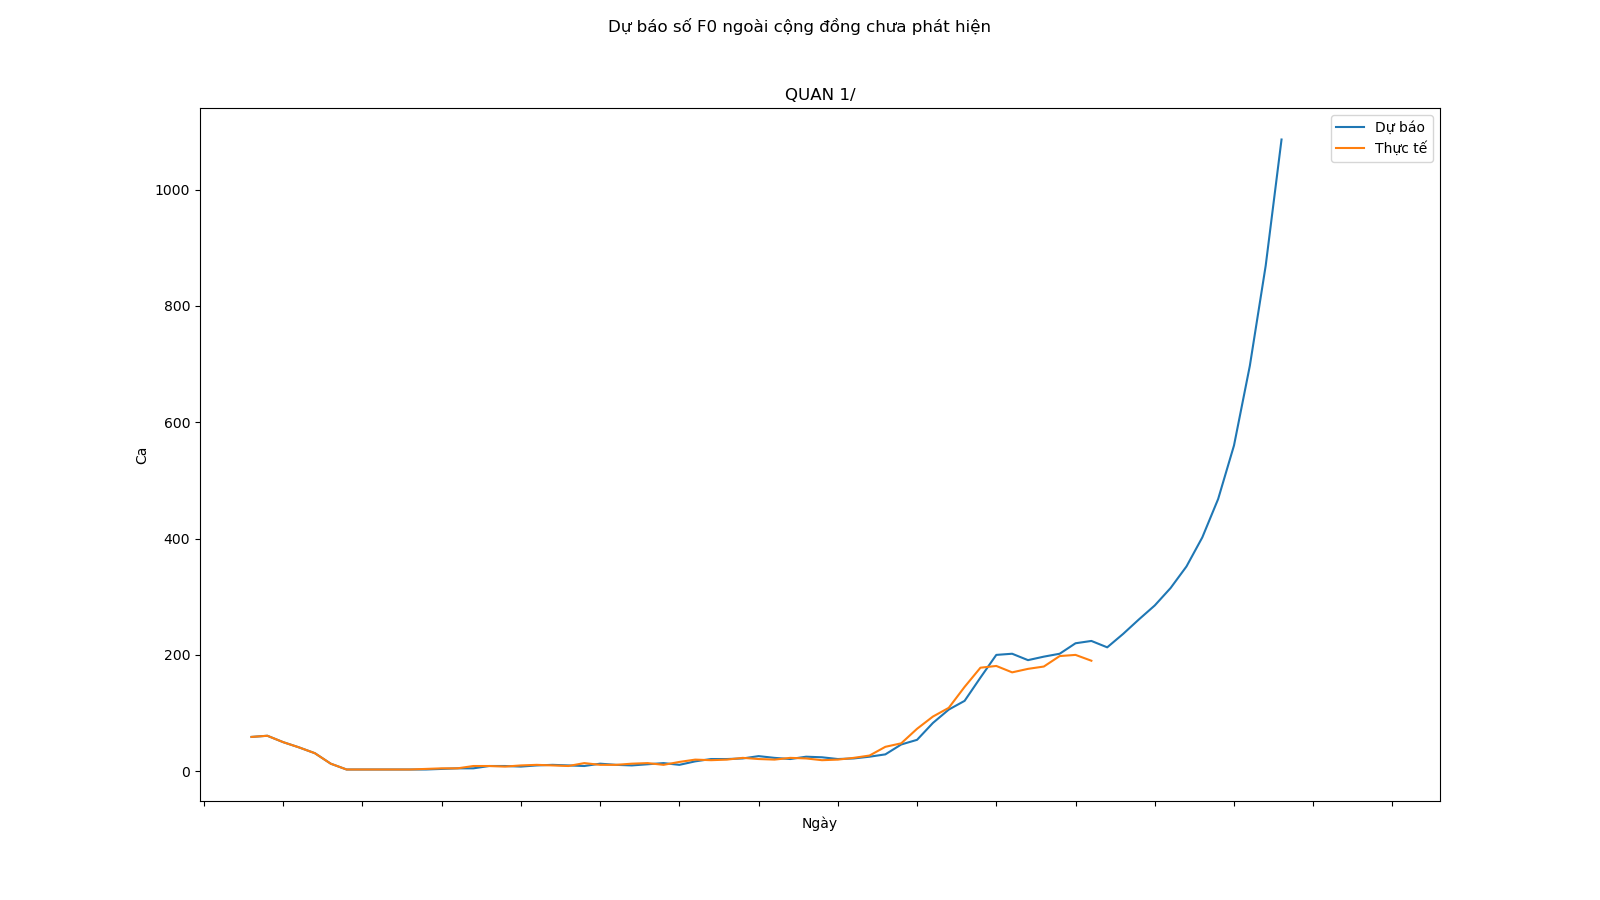 Dự báo số F0 ngoài cộng đồng chưa phát hiện
QUAN 1/
Dự báo
Thực tế
1000
800
600
400
200
0
Ca
Ngày